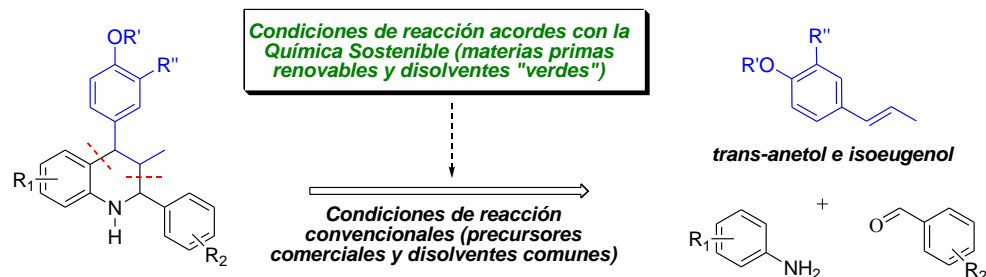 OR'
R''
R1
N
H
R2
Condiciones de reacción acordes con la
Química Sostenible (materias primas
renovables y disolventes "verdes")
Condiciones de reacción
convencionales (precursores
comerciales y disolventes comunes)
R''
R'O
trans-anetol e isoeugenol
+
R1
NH2
O
R2